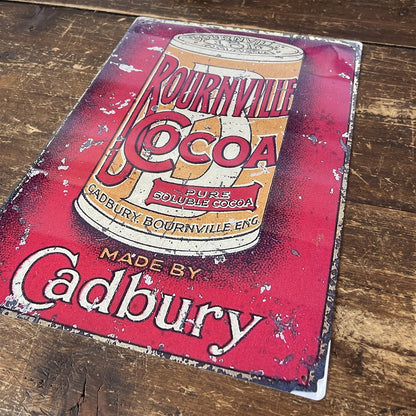 BOURNVILLE
COCOA
PURE
SOLUBLE COCOA
CADBURY, BOURNVILLE ENG.
MADE BY
Cadbury